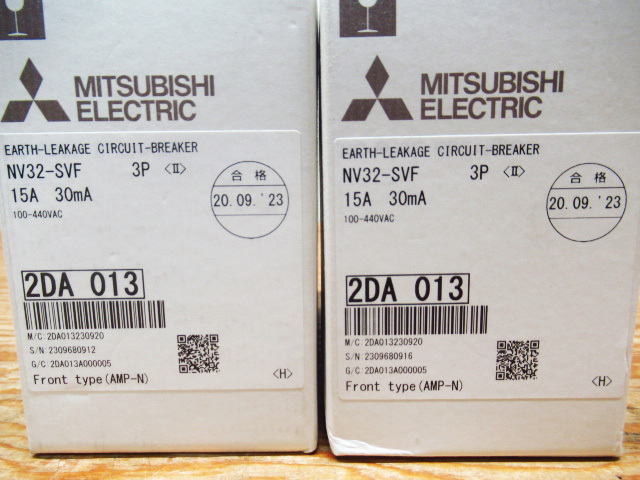 MITSUBISHI
ELECTRIC
EARTH-LEAKAGE CIRCUIT-BREAKER
NV32-SVF 3P <Ⅱ>
15A 30mA
100-440VAC
合格
20.09.'23
2DA 013
M/C:2DA013230920
S/N:2309680912
G/C:2DA013A000005
Front type(AMP-N)
<H>
MITSUBISHI
ELECTRIC
EARTH-LEAKAGE CIRCUIT-BREAKER
NV32-SVF 3P <Ⅱ>
15A 30mA
100-440VAC
合格
20.09.'23
2DA 013
M/C:2DA013230920
S/N:2309680916
G/C:2DA013A000005
Front type(AMP-N)
<H>